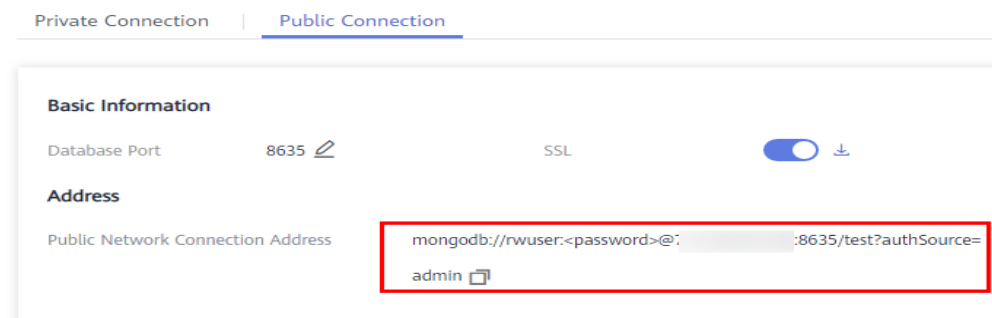 Private Connection | Public Connection
Basic Information
Database Port 8635 SSL
Address
Public Network Connection Address mongodb://rwuser:<password>@7 :8635/test?authSource=
admin